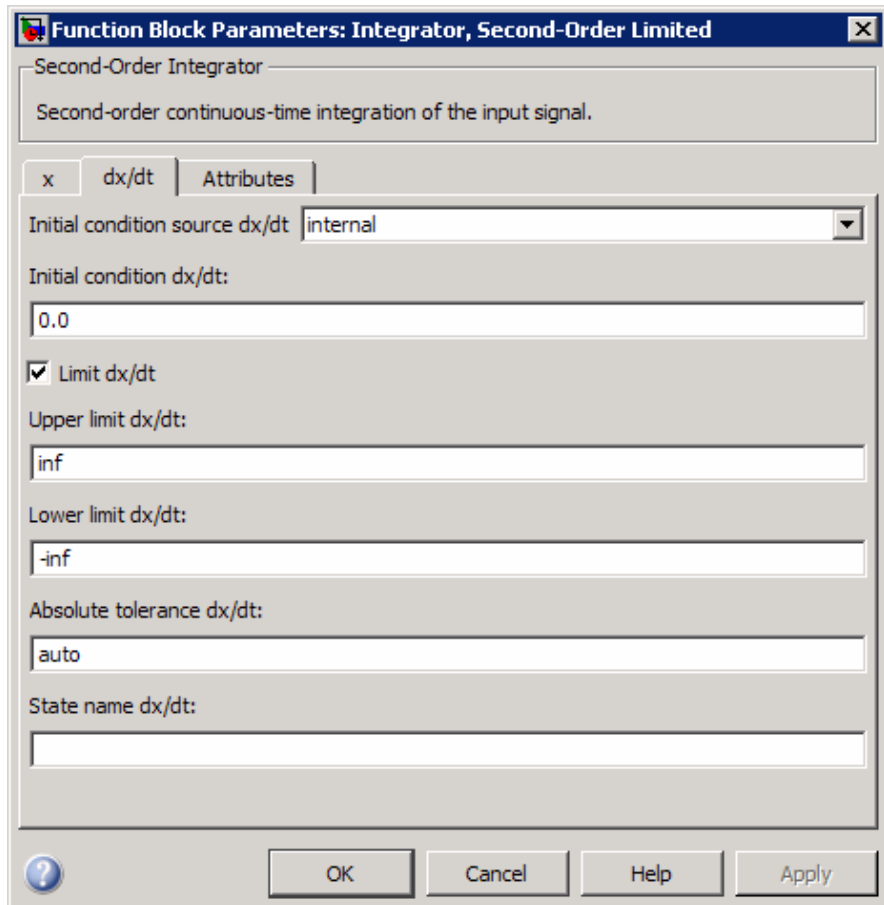 Function Block Parameters: Integrator, Second-Order Limited
Second-Order Integrator
Second-order continuous-time integration of the input signal.
x dx/dt Attributes
Initial condition source dx/dt internal
Initial condition dx/dt:
0.0
Limit dx/dt
Upper limit dx/dt:
inf
Lower limit dx/dt:
-inf
Absolute tolerance dx/dt:
auto
State name dx/dt:
? OK Cancel Help Apply